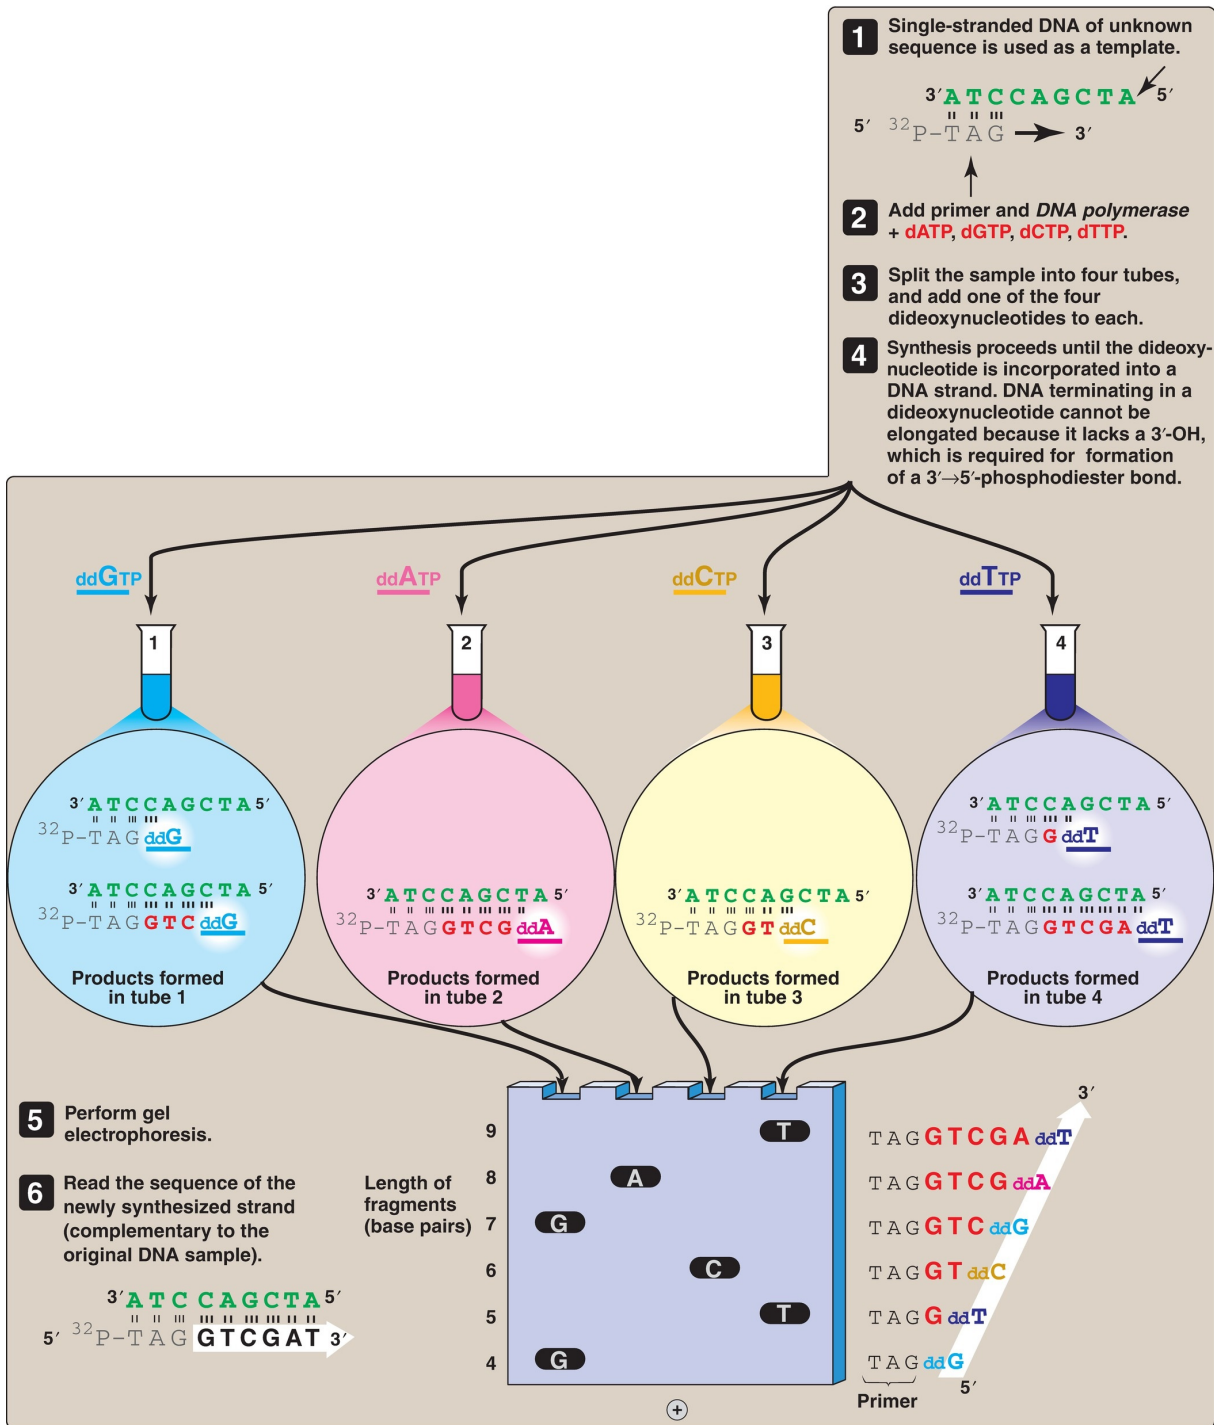 1 Single-stranded DNA of unknown
sequence is used as a template.
3′ A T C C A G C T A 5′
5′ 32P–T A G 3′
2 Add primer and DNA polymerase
+ dATP, dGTP, dCTP, dTTP.
3 Split the sample into four tubes,
and add one of the four
dideoxynucleotides to each.
4 Synthesis proceeds until the dideoxy-
nucleotide is incorporated into a
DNA strand. DNA terminating in a
dideoxynucleotide cannot be
elongated because it lacks a 3′-OH,
which is required for formation
of a 3′→5′-phosphodiester bond.
ddGTP
ddATP
ddCTP
ddTTP
1
2
3
4
3′ A T C C A G C T A 5′
32P–T A G ddG
3′ A T C C A G C T A 5′
32P–T A G G T C ddG
Products formed
in tube 1
3′ A T C C A G C T A 5′
32P–T A G G T C G ddA
Products formed
in tube 2
3′ A T C C A G C T A 5′
32P–T A G G T ddC
Products formed
in tube 3
3′ A T C C A G C T A 5′
32P–T A G G ddT
3′ A T C C A G C T A 5′
32P–T A G G T C G A ddT
Products formed
in tube 4
5 Perform gel
electrophoresis.
6 Read the sequence of the
newly synthesized strand
(complementary to the
original DNA sample).
3′ A T C C A G C T A 5′
5′ 32P–T A G G T C G A T 3′
Length of
fragments
(base pairs)
3′
9 T T A G G T C G A ddT
8 A T A G G T C G ddA
7 G T A G G T C ddG
6 C T A G G T ddC
5 T T A G G ddT
4 G T A G ddG
5′
Primer
+